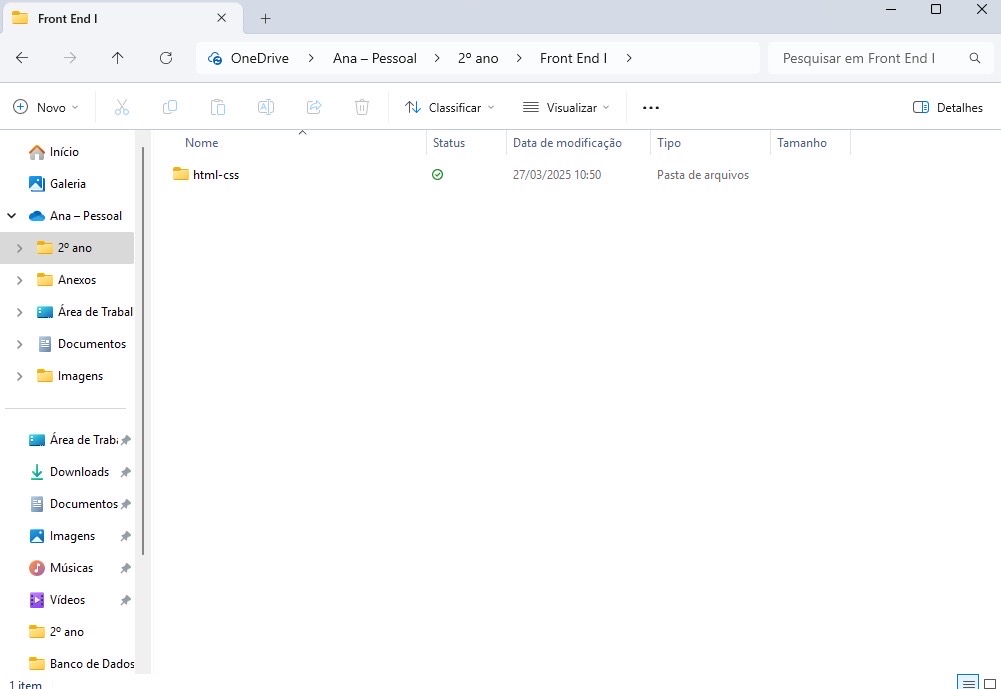 Front End I
OneDrive > Ana – Pessoal > 2º ano > Front End I >
Pesquisar em Front End I
Novo
Classificar
Visualizar
Detalhes
Nome Status Data de modificação Tipo Tamanho
html-css 27/03/2025 10:50 Pasta de arquivos
Início
Galeria
Ana – Pessoal
2º ano
Anexos
Área de Trabal
Documentos
Imagens
Área de Traba
Downloads
Documentos
Imagens
Músicas
Vídeos
2º ano
Banco de Dados
1 item